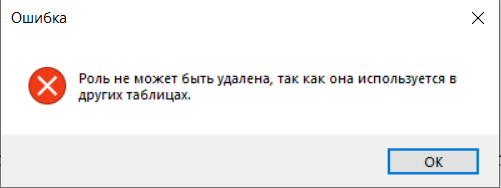 Ошибка
Роль не может быть удалена, так как она используется в
других таблицах.
OK